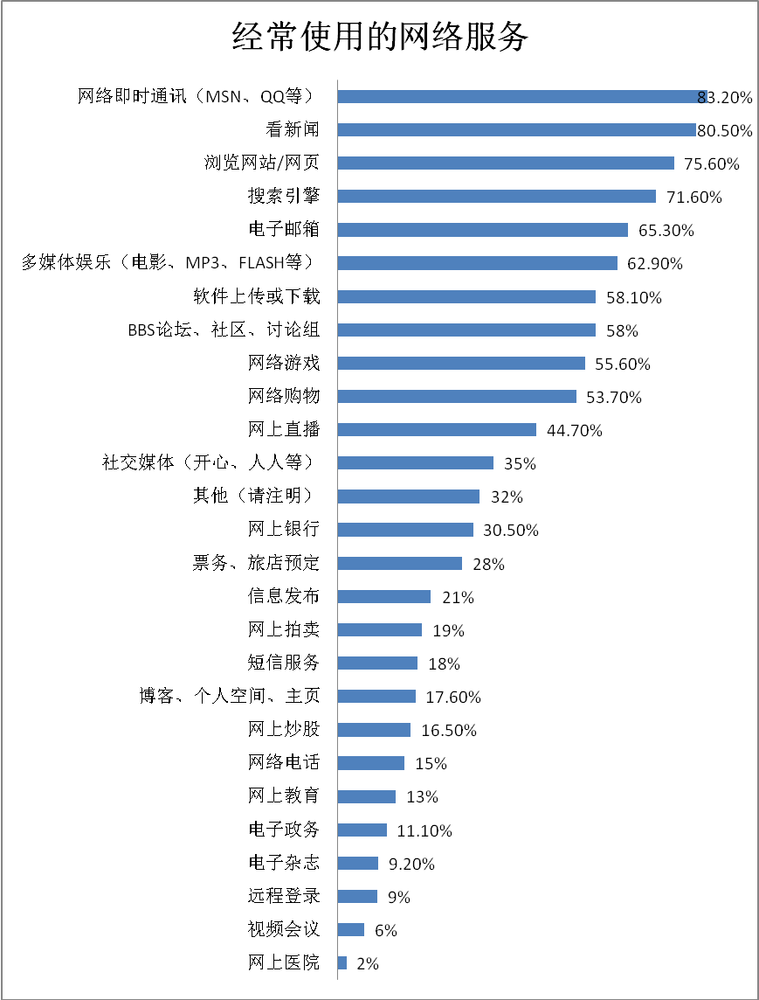 经常使用的网络服务
网络即时通讯（MSN、QQ等） 83.20%
看新闻 80.50%
浏览网站/网页 75.60%
搜索引擎 71.60%
电子邮箱 65.30%
多媒体娱乐（电影、MP3、FLASH等） 62.90%
软件上传或下载 58.10%
BBS论坛、社区、讨论组 58%
网络游戏 55.60%
网络购物 53.70%
网上直播 44.70%
社交媒体（开心、人人等） 35%
其他（请注明） 32%
网上银行 30.50%
票务、旅店预定 28%
信息发布 21%
网上拍卖 19%
短信服务 18%
博客、个人空间、主页 17.60%
网上炒股 16.50%
网络电话 15%
网上教育 13%
电子政务 11.10%
电子杂志 9.20%
远程登录 9%
视频会议 6%
网上医院 2%